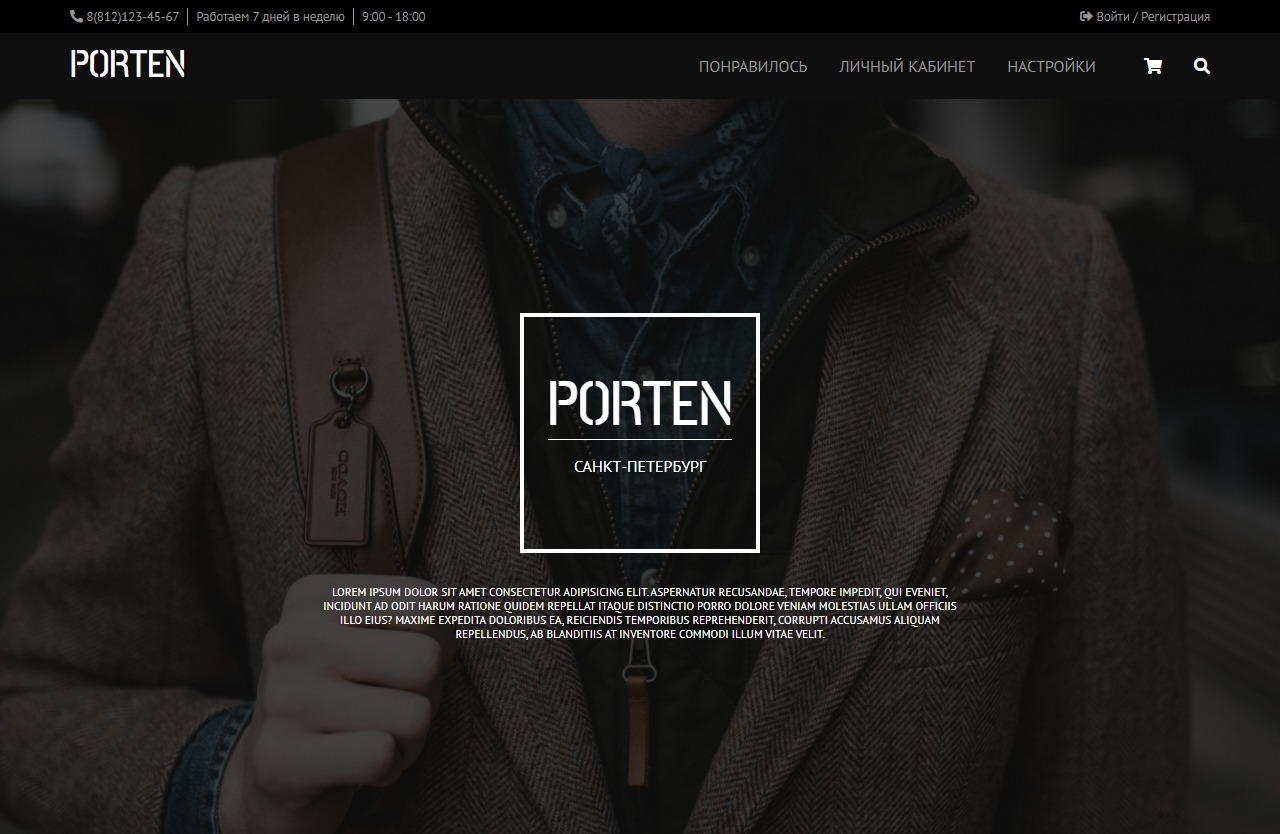 8(812)123-45-67 Работаем 7 дней в неделю 9:00 - 18:00 Войти / Регистрация
PORTEN ПОНРАВИЛОСЬ ЛИЧНЫЙ КАБИНЕТ НАСТРОЙКИ
PORTEN
САНКТ-ПЕТЕРБУРГ
COACH
LOREM IPSUM DOLOR SIT AMET CONSECTETUR ADIPISICING ELIT. ASPERNATUR RECUSANDAE, TEMPORE IMPEDIT, QUI EVENIET,
INCIDUNT AD ODIT HARUM RATIONE QUIDEM REPELLAT ITAQUE DISTINCTIO PORRO DOLORE VENIAM MOLESTIAS ULLAM OFFICIIS
ILLO EIUS? MAXIME EXPEDITA DOLORIBUS EA, REICIENDIS TEMPORIBUS REPREHENDERIT, CORRUPTI ACCUSAMUS ALIQUAM
REPELLENDUS, AB BLANDITIIS AT INVENTORE COMMODI ILLUM VITAE VELIT.